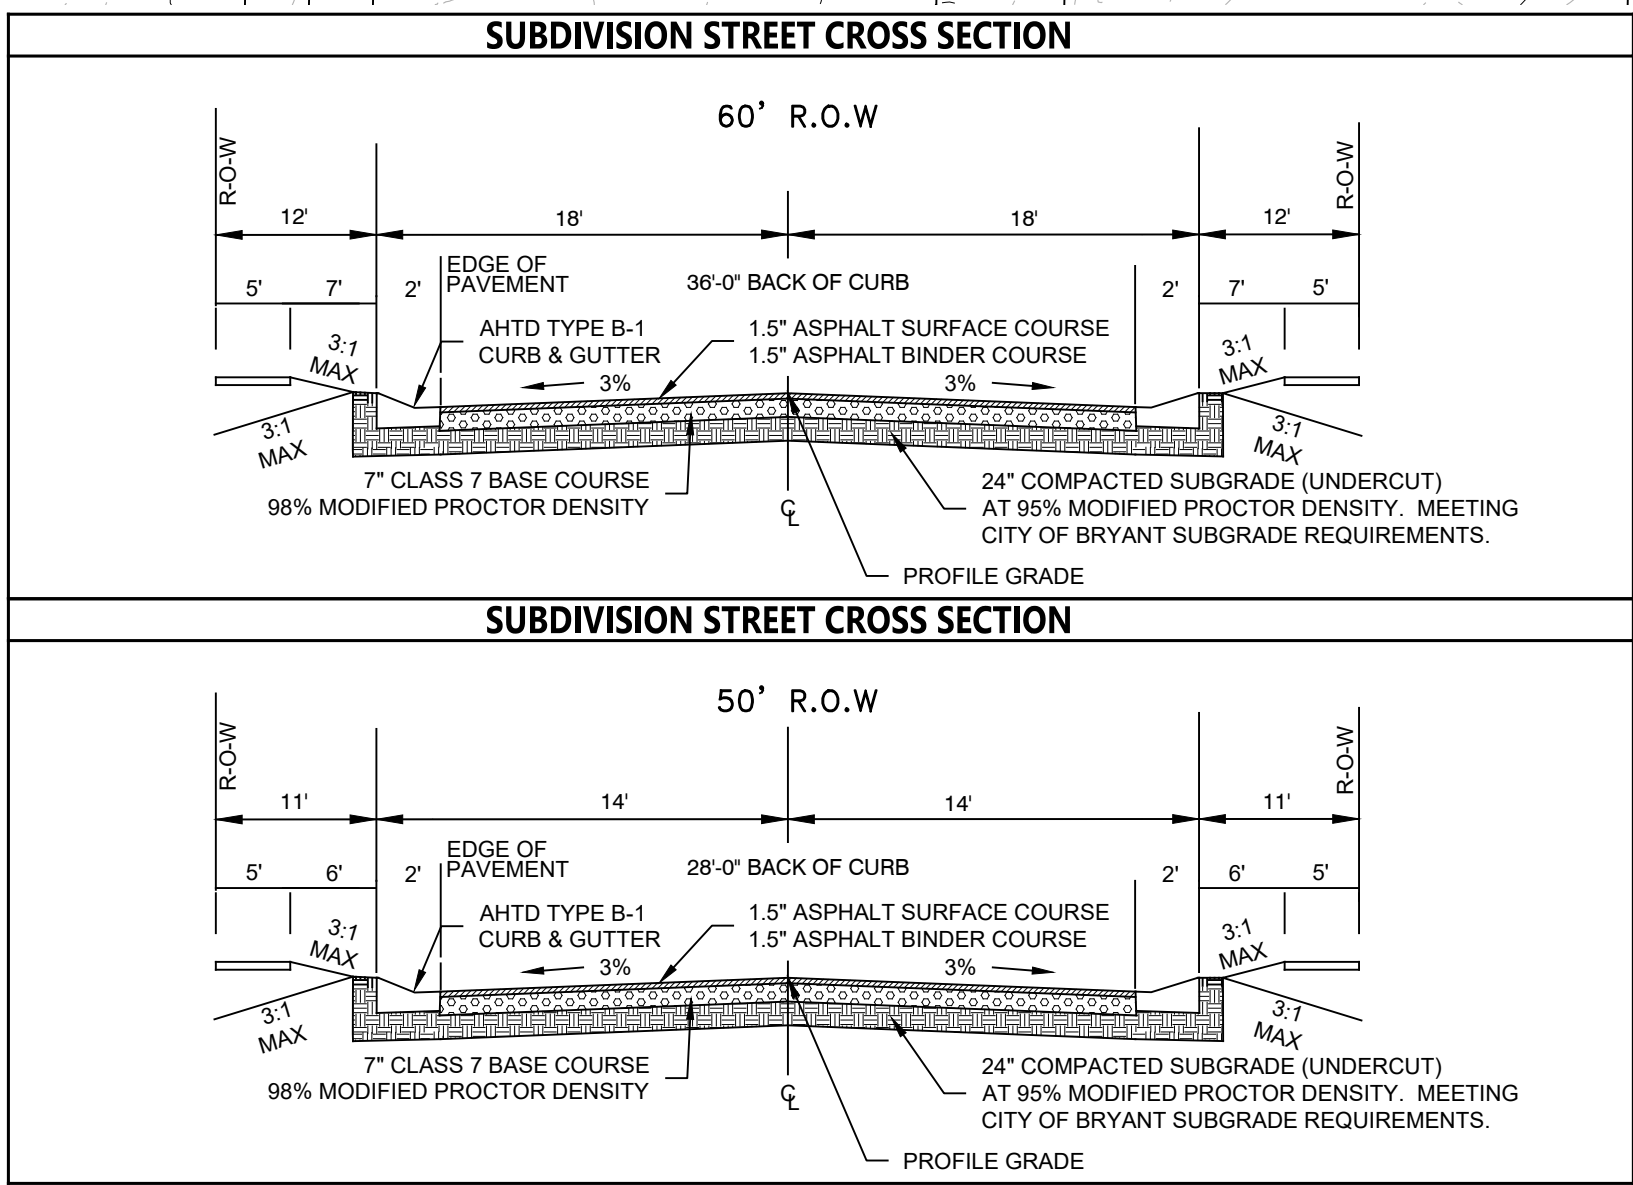 SUBDIVISION STREET CROSS SECTION
60' R.O.W
R-O-W
R-O-W
12'
18'
18'
12'
5'
7'
2'
EDGE OF
PAVEMENT
36'-0" BACK OF CURB
2'
7'
5'
AHTD TYPE B-1
CURB & GUTTER
1.5" ASPHALT SURFACE COURSE
1.5" ASPHALT BINDER COURSE
3:1
MAX
3%
3%
3:1
MAX
3:1
MAX
3:1
MAX
7" CLASS 7 BASE COURSE
98% MODIFIED PROCTOR DENSITY
CL
24" COMPACTED SUBGRADE (UNDERCUT)
AT 95% MODIFIED PROCTOR DENSITY. MEETING
CITY OF BRYANT SUBGRADE REQUIREMENTS.
PROFILE GRADE
SUBDIVISION STREET CROSS SECTION
50' R.O.W
R-O-W
R-O-W
11'
14'
14'
11'
5'
6'
2'
EDGE OF
PAVEMENT
28'-0" BACK OF CURB
2'
6'
5'
AHTD TYPE B-1
CURB & GUTTER
1.5" ASPHALT SURFACE COURSE
1.5" ASPHALT BINDER COURSE
3:1
MAX
3%
3%
3:1
MAX
3:1
MAX
3:1
MAX
7" CLASS 7 BASE COURSE
98% MODIFIED PROCTOR DENSITY
CL
24" COMPACTED SUBGRADE (UNDERCUT)
AT 95% MODIFIED PROCTOR DENSITY. MEETING
CITY OF BRYANT SUBGRADE REQUIREMENTS.
PROFILE GRADE